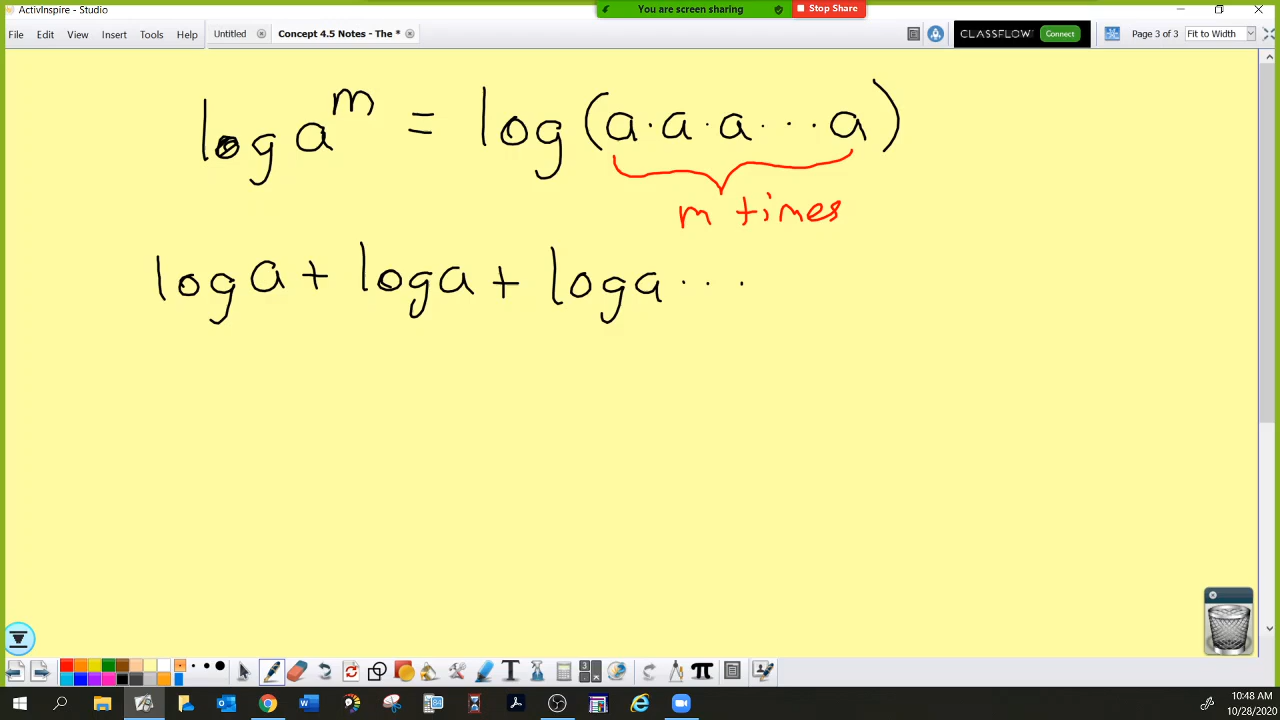 ActivInspire - Studio
You are screen sharing
Stop Share
File Edit View Insert Tools Help Untitled Concept 4.5 Notes - The *
CLASSFLOW Connect
Page 3 of 3 Fit to Width
log a^m = log(a·a·a···a)
m times
log a + log a + log a ···
10:48 AM
10/28/2020